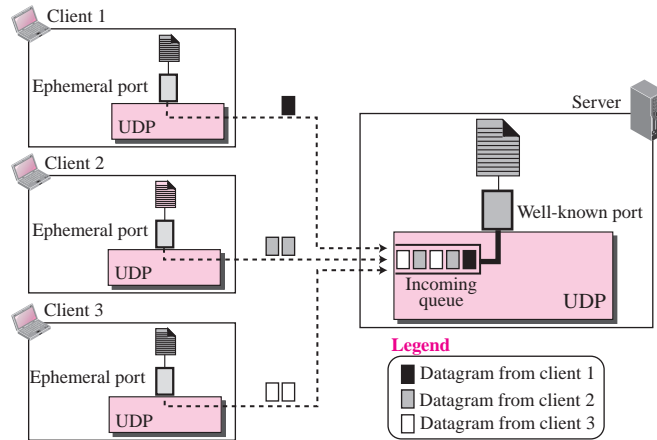 Client 1
Ephemeral port
UDP
Client 2
Ephemeral port
UDP
Client 3
Ephemeral port
UDP
Server
Well-known port
Incoming
queue
UDP
Legend
Datagram from client 1
Datagram from client 2
Datagram from client 3